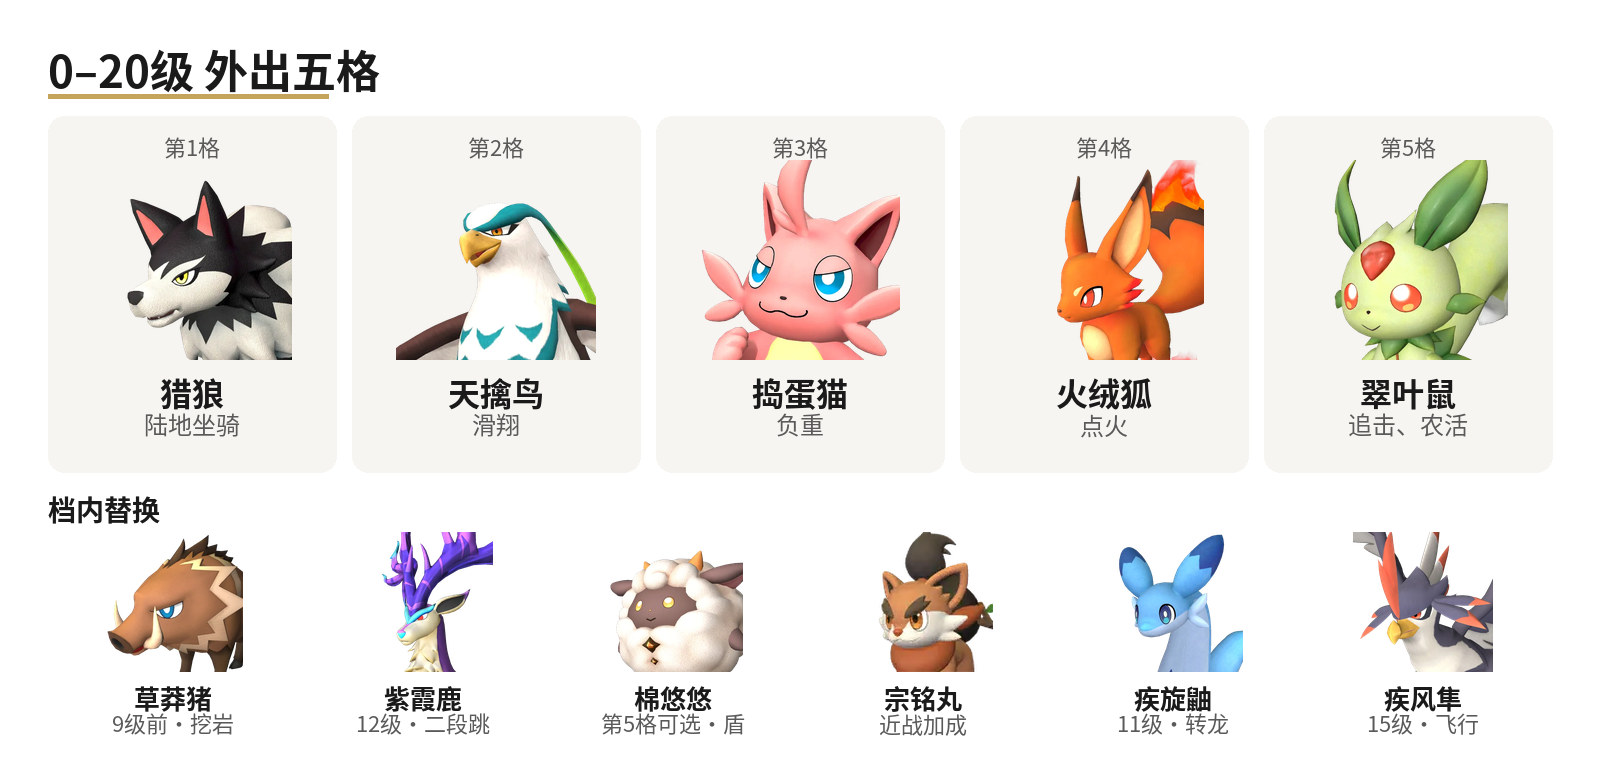 0–20级 外出五格
第1格
第2格
第3格
第4格
第5格
猎狼
天擒鸟
捣蛋猫
火绒狐
翠叶鼠
陆地坐骑
滑翔
负重
点火
追击、农活
档内替换
草莽猪
紫霞鹿
棉悠悠
宗铭丸
疾旋鼬
疾风隼
9级前・挖岩
12级・二段跳
第5格可选・盾
近战加成
11级・转龙
15级・飞行